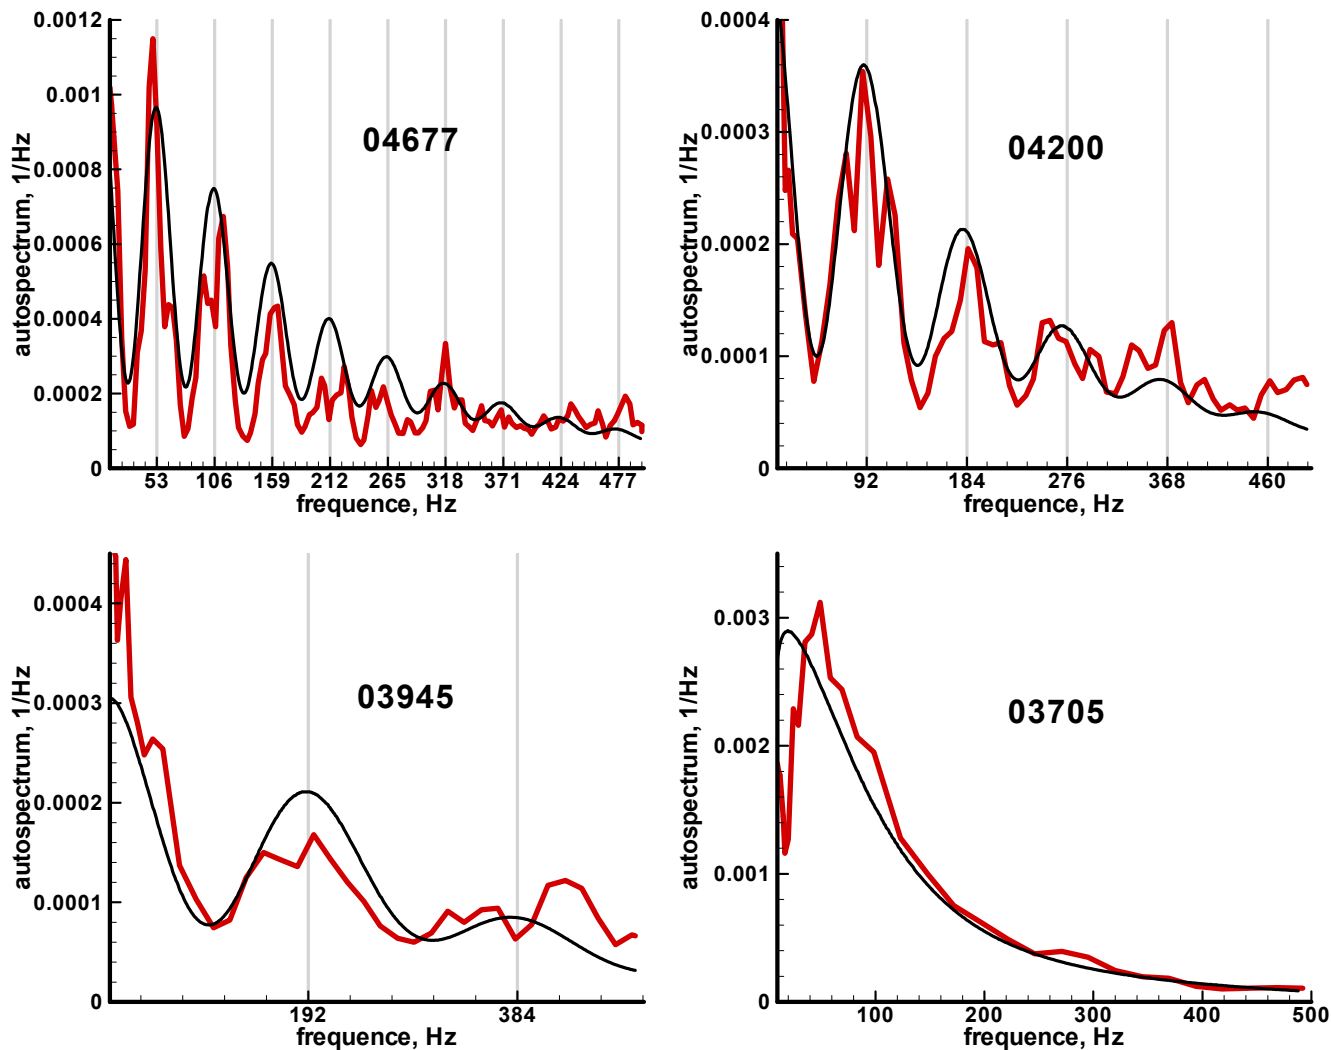 0.0012
0.001
0.0008
0.0006
0.0004
0.0002
0
autospectrum, 1/Hz
04677
53 106 159 212 265 318 371 424 477
frequence, Hz
0.0004
0.0003
0.0002
0.0001
0
autospectrum, 1/Hz
04200
92 184 276 368 460
frequence, Hz
0.0004
0.0003
0.0002
0.0001
0
autospectrum, 1/Hz
03945
192 384
frequence, Hz
0.003
0.002
0.001
0
autospectrum, 1/Hz
03705
100 200 300 400 500
frequence, Hz